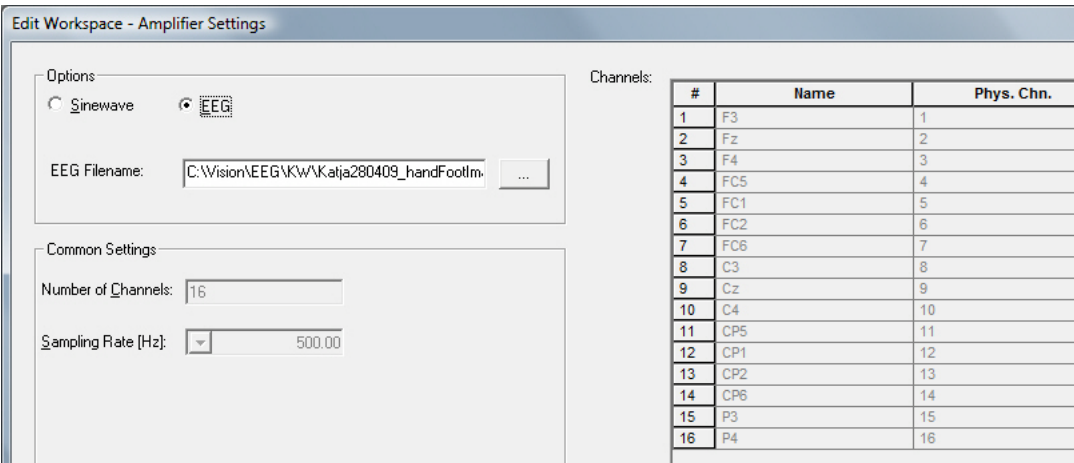 Edit Workspace - Amplifier Settings
Options
Sinewave EEG
EEG Filename: C:\Vision\EEG\KW\Katja280409_handFootIm ...
Common Settings
Number of Channels: 16
Sampling Rate [Hz]: 500.00
Channels:
# Name Phys. Chn.
1 F3 1
2 Fz 2
3 F4 3
4 FC5 4
5 FC1 5
6 FC2 6
7 FC6 7
8 C3 8
9 Cz 9
10 C4 10
11 CP5 11
12 CP1 12
13 CP2 13
14 CP6 14
15 P3 15
16 P4 16